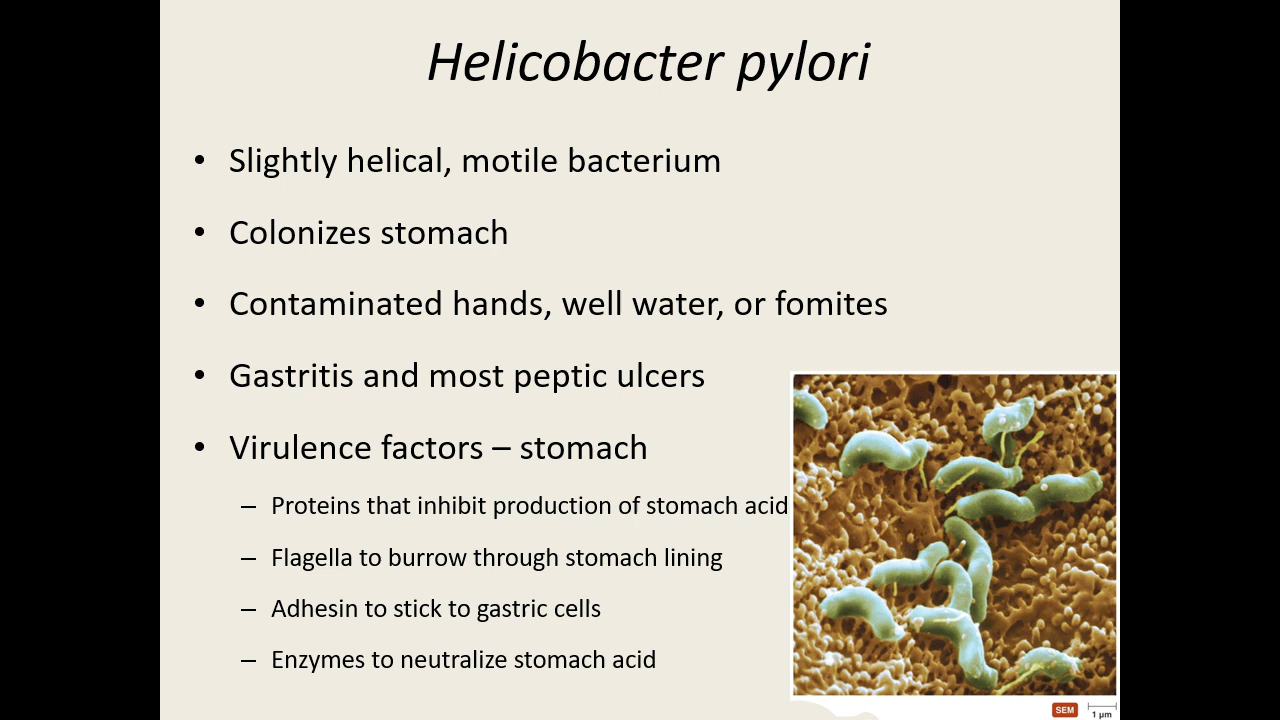 Helicobacter pylori
• Slightly helical, motile bacterium
• Colonizes stomach
• Contaminated hands, well water, or fomites
• Gastritis and most peptic ulcers
• Virulence factors – stomach
– Proteins that inhibit production of stomach acid
– Flagella to burrow through stomach lining
– Adhesin to stick to gastric cells
– Enzymes to neutralize stomach acid
SEM 1 μm